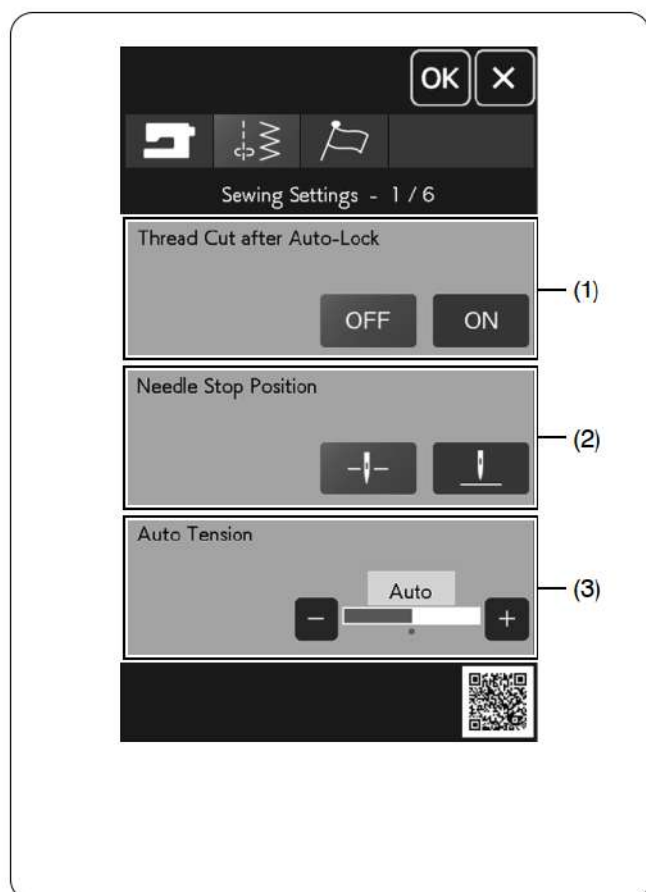 OK X
Sewing Settings - 1 / 6
Thread Cut after Auto-Lock
(1)
OFF ON
Needle Stop Position
(2)
Auto Tension
(3)
Auto
- +